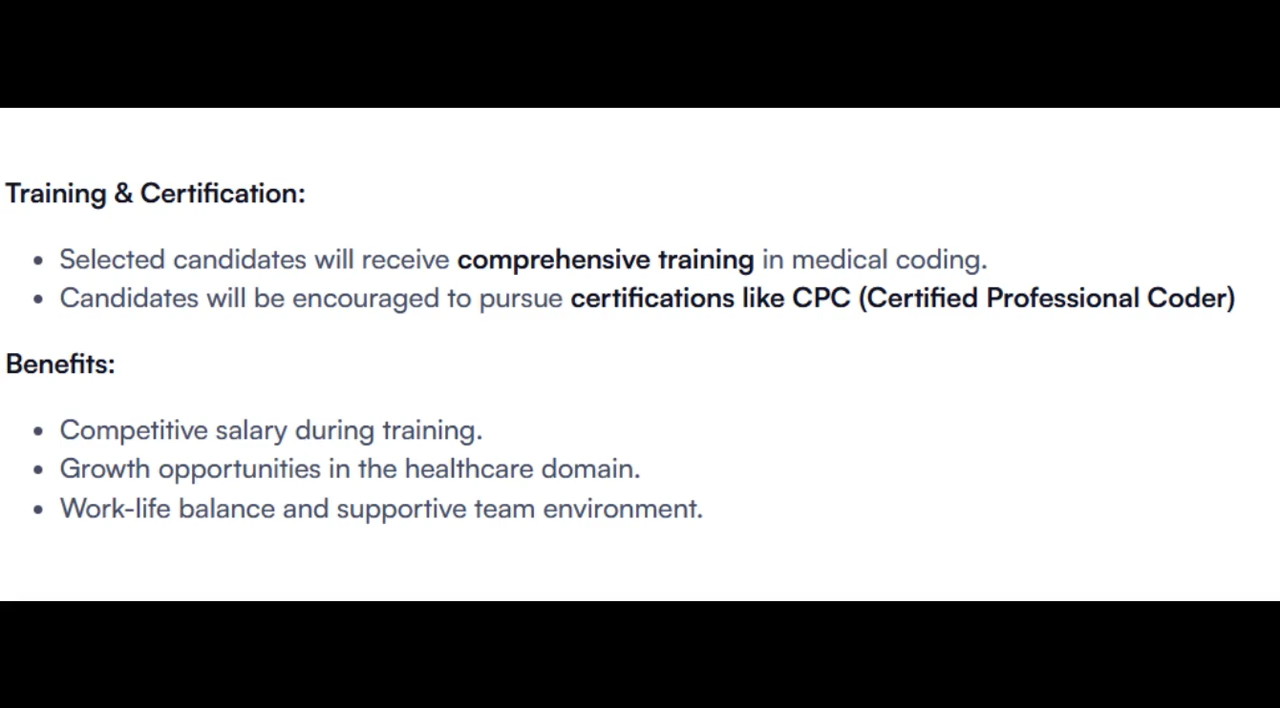 Training & Certification:
• Selected candidates will receive comprehensive training in medical coding.
• Candidates will be encouraged to pursue certifications like CPC (Certified Professional Coder)
Benefits:
• Competitive salary during training.
• Growth opportunities in the healthcare domain.
• Work-life balance and supportive team environment.